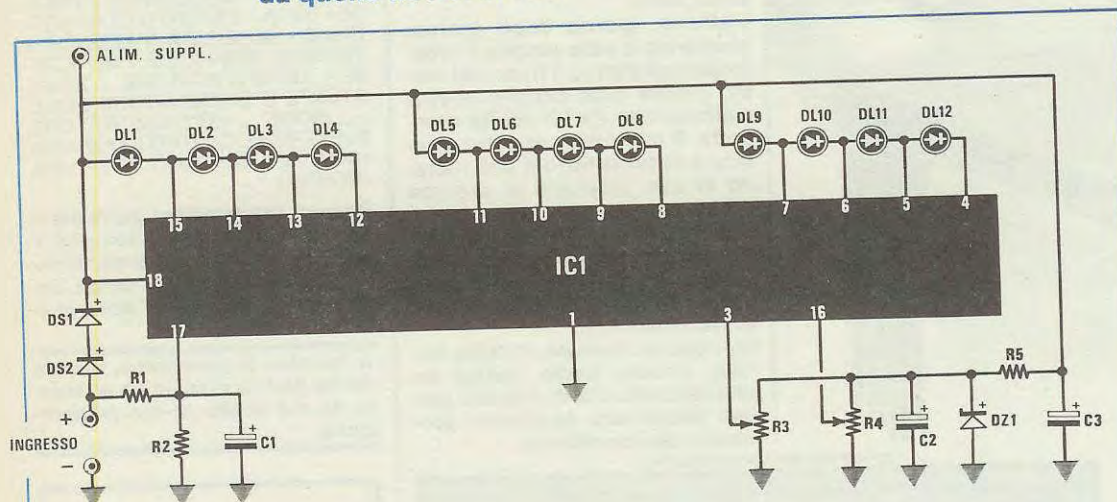 ALIM. SUPPL.
DL1 DL2 DL3 DL4 DL5 DL6 DL7 DL8 DL9 DL10 DL11 DL12
15 14 13 12 11 10 9 8 7 6 5 4
18 IC1
17 1 3 16
DS1 +
DS2 +
R1 R5
+
INGRESSO
-
R2 + C1 R3 R4 + C2 DZ1 + C3